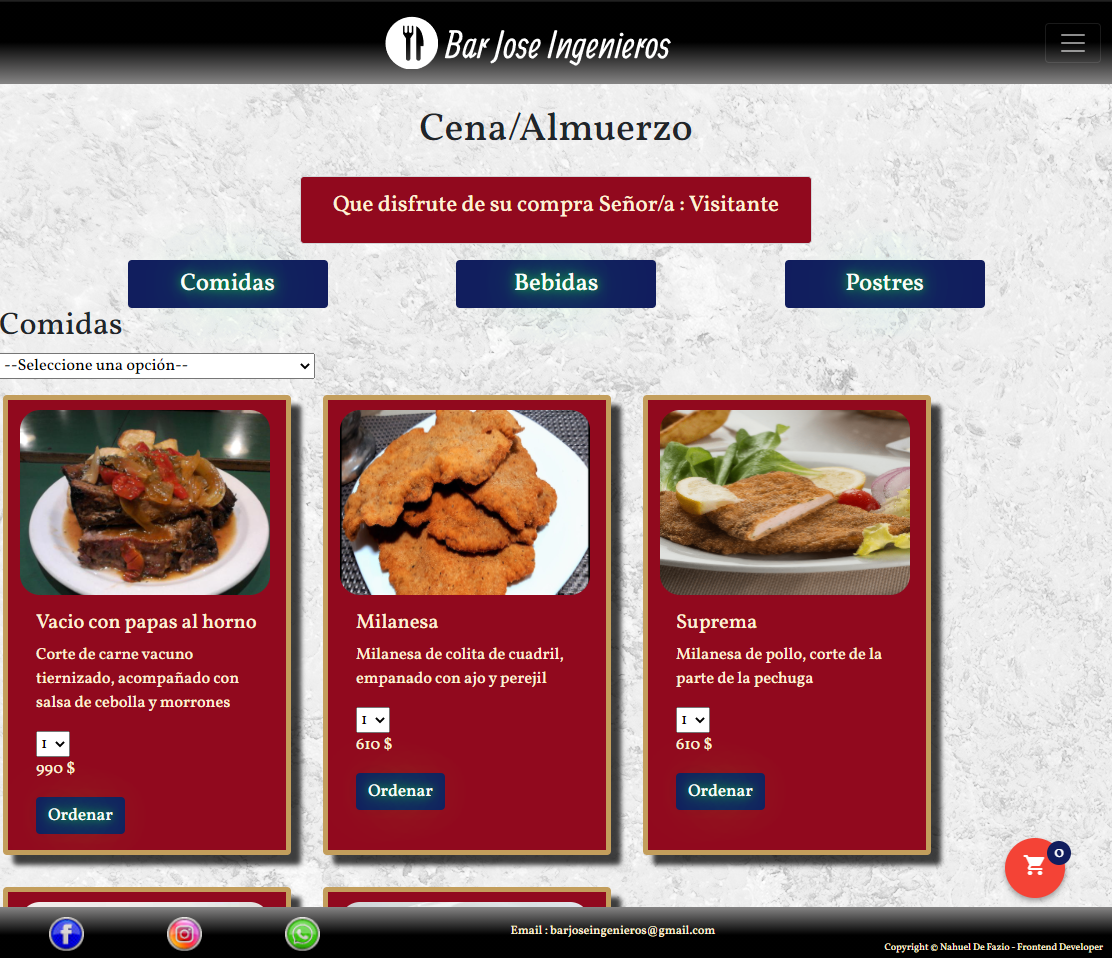 Bar Jose Ingenieros
Cena/Almuerzo
Que disfrute de su compra Señor/a : Visitante
Comidas
Bebidas
Postres
Comidas
--Seleccione una opción--
Vacio con papas al horno
Corte de carne vacuno
tiernizado, acompañado con
salsa de cebolla y morrones
1
990 $
Ordenar
Milanesa
Milanesa de colita de cuadril,
empanado con ajo y perejil
1
610 $
Ordenar
Suprema
Milanesa de pollo, corte de la
parte de la pechuga
1
610 $
Ordenar
0
Email : barjoseingenieros@gmail.com
Copyright © Nahuel De Fazio - Frontend Developer